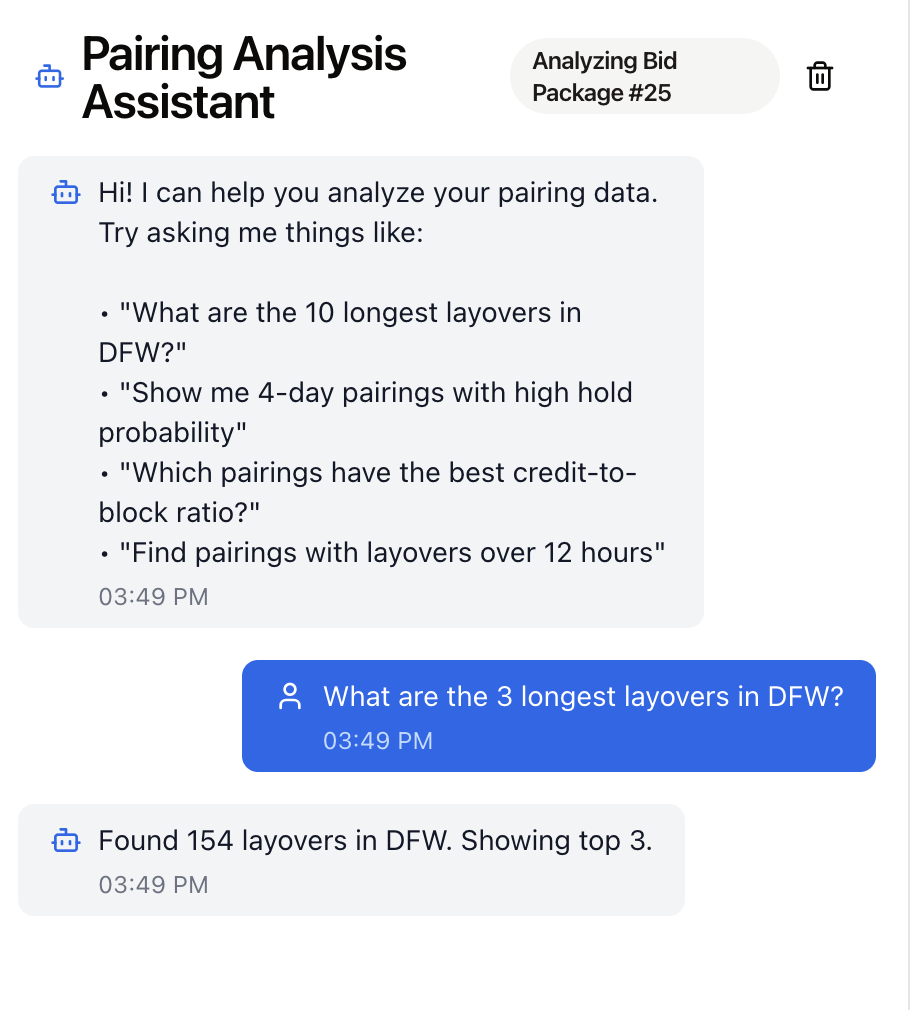 Pairing Analysis
Assistant
Analyzing Bid
Package #25
Hi! I can help you analyze your pairing data.
Try asking me things like:
• "What are the 10 longest layovers in
DFW?"
• "Show me 4-day pairings with high hold
probability"
• "Which pairings have the best credit-to-
block ratio?"
• "Find pairings with layovers over 12 hours"
03:49 PM
What are the 3 longest layovers in DFW?
03:49 PM
Found 154 layovers in DFW. Showing top 3.
03:49 PM